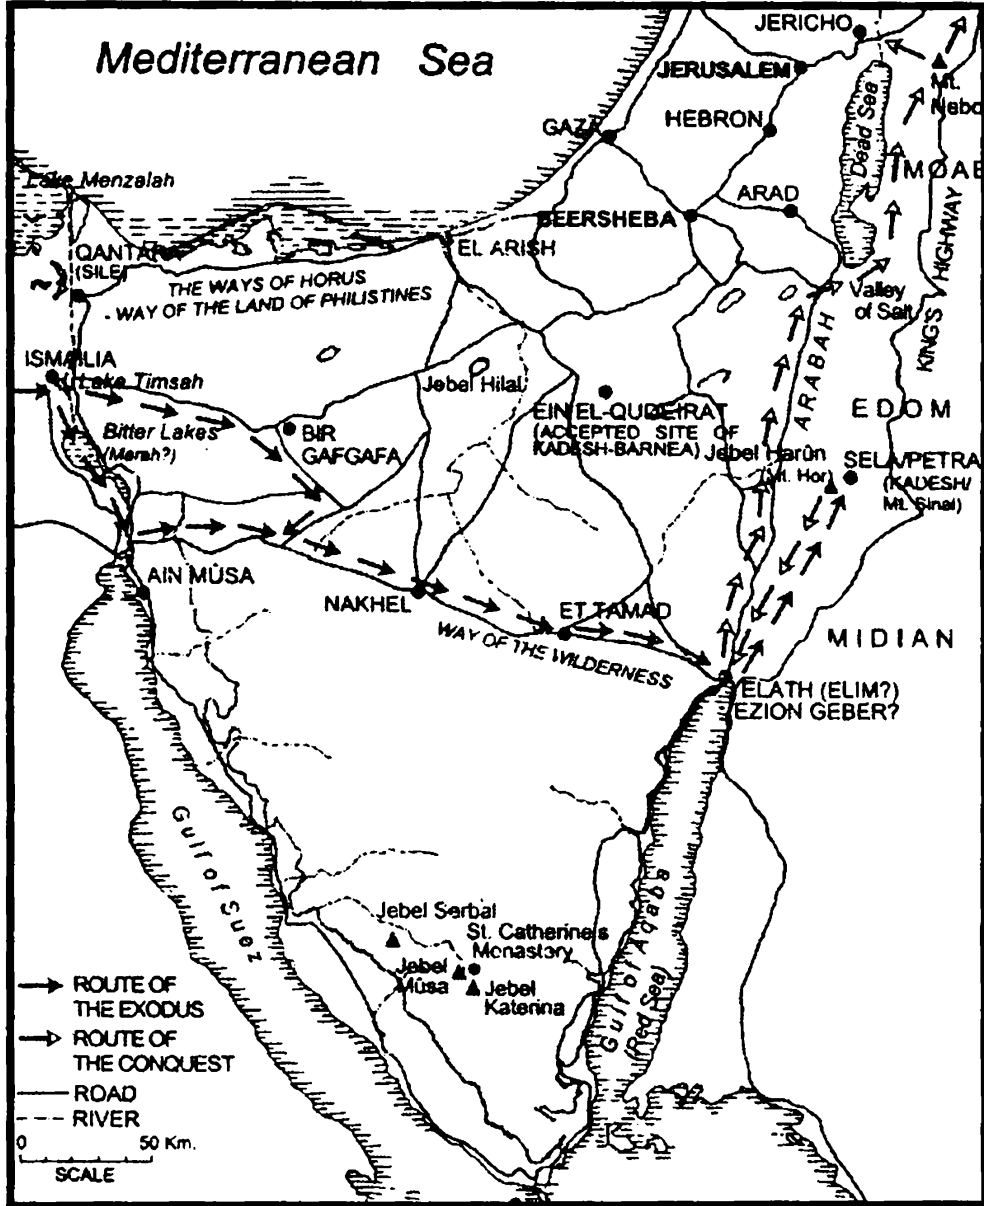 Mediterranean Sea
JERICHO
JERUSALEM
Mt.
Nebo
GAZA
HEBRON
Dead Sea
MOAB
Lake Menzalah
ARAD
BEERSHEBA
QANTARA
(SILE)
EL ARISH
THE WAYS OF HORUS
WAY OF THE LAND OF PHILISTINES
Valley
of Salt
KING'S HIGHWAY
ISMAILIA
Lake Timsah
Jebel Hilal
ARABAH
Bitter Lakes
(Marah?)
BIR
GAFGAFA
EIN EL-QUDEIRAT
(ACCEPTED SITE OF
KADESH-BARNEA)
EDOM
Jebel Harûn
(Mt. Hor)
SELA/PETRA
(KADESH/
Mt. Sinai)
AIN MÛSA
NAKHEL
ET TAMAD
WAY OF THE WILDERNESS
MIDIAN
ELATH (ELIM?)
EZION GEBER?
Gulf of Suez
Gulf of Aqaba
(Red Sea)
Jebel Serbal
St. Catherine's
Monastory
Jebel
Mûsa
Jebel
Katerina
ROUTE OF
THE EXODUS
ROUTE OF
THE CONQUEST
ROAD
RIVER
0 50 Km.
SCALE